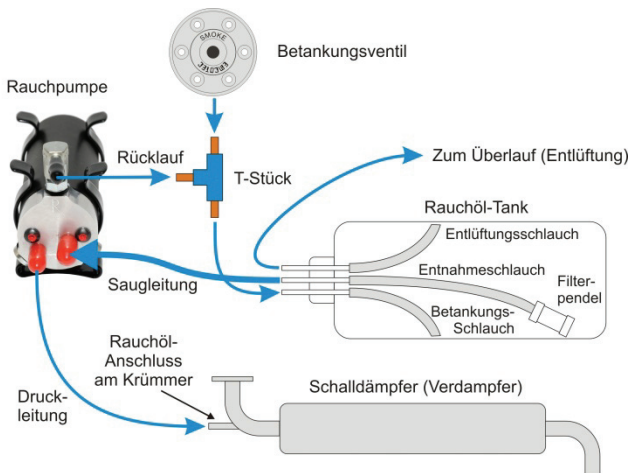 SMOKE
Betankungsventil
Rauchpumpe
Rücklauf
T-Stück
Zum Überlauf (Entlüftung)
Rauchöl-Tank
Entlüftungsschlauch
Entnahmeschlauch
Filter-
pendel
Betankungs-
Schlauch
Saugleitung
Rauchöl-
Anschluss
am Krümmer
Druck-
leitung
Schalldämpfer (Verdampfer)